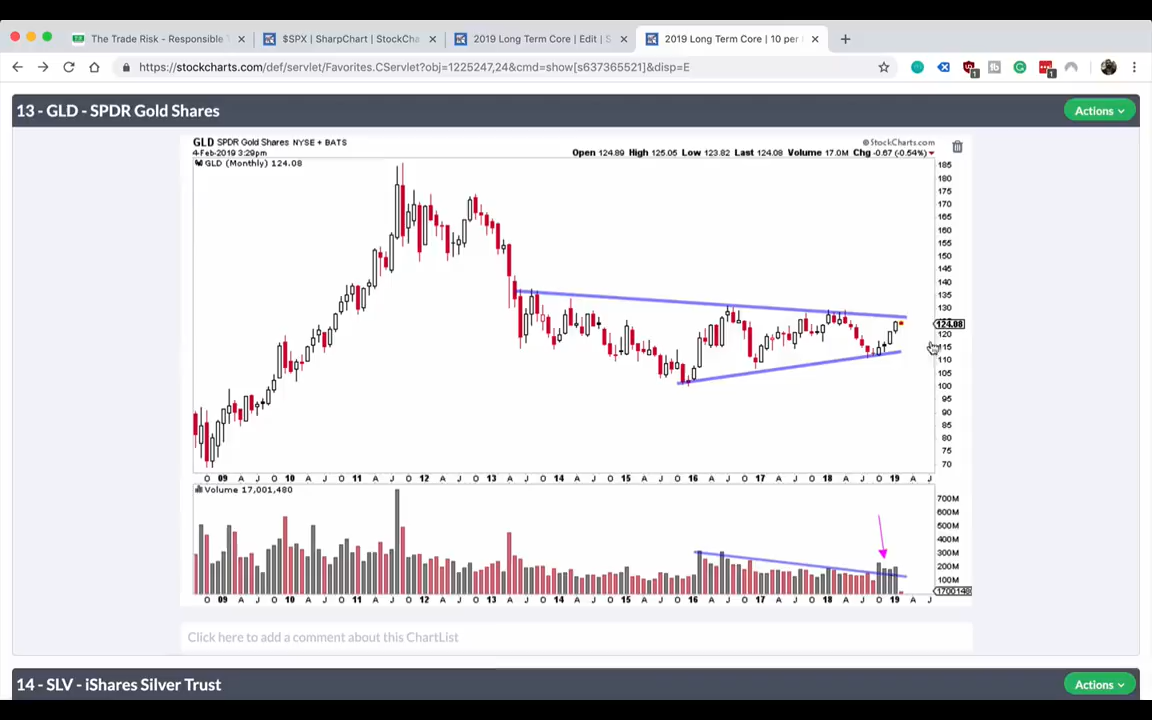 The Trade Risk - Responsible
$SPX | SharpChart | StockCha
2019 Long Term Core | Edit | S
2019 Long Term Core | 10 per
https://stockcharts.com/def/servlet/Favorites.CServlet?obj=1225247,24&cmd=show[s637365521]&disp=E
13 - GLD - SPDR Gold Shares
Actions
GLD SPDR Gold Shares NYSE + BATS
© StockCharts.com
4-Feb-2019 3:29pm
Open 124.89 High 125.05 Low 123.82 Last 124.08 Volume 17.0M Chg -0.67 (-0.54%)
GLD (Monthly) 124.08
185
180
175
170
165
160
155
150
145
140
135
130
124.08
120
115
110
105
100
95
90
85
80
75
70
O 09 A J O 10 A J O 11 A J O 12 A J O 13 A J O 14 A J O 15 A J O 16 A J O 17 A J O 18 A J O 19 A J
Volume 17,001,480
700M
600M
500M
400M
300M
200M
100M
17001480
O 09 A J O 10 A J O 11 A J O 12 A J O 13 A J O 14 A J O 15 A J O 16 A J O 17 A J O 18 A J O 19 A J
Click here to add a comment about this ChartList
14 - SLV - iShares Silver Trust
Actions